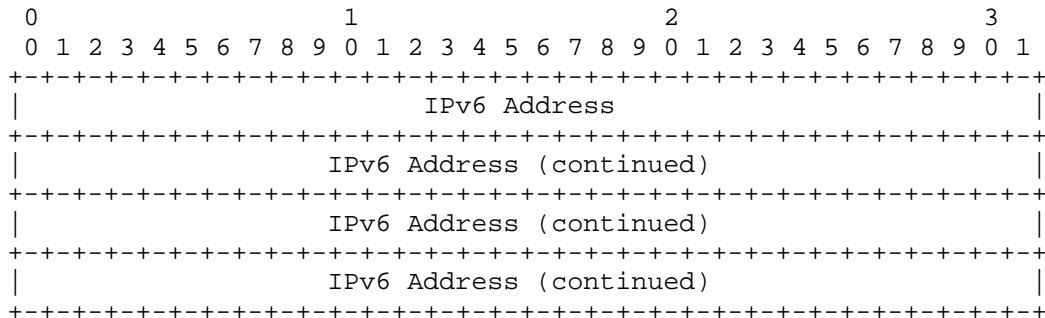 0                   1                   2                   3
 0 1 2 3 4 5 6 7 8 9 0 1 2 3 4 5 6 7 8 9 0 1 2 3 4 5 6 7 8 9 0 1
+-+-+-+-+-+-+-+-+-+-+-+-+-+-+-+-+-+-+-+-+-+-+-+-+-+-+-+-+-+-+-+-+
|                         IPv6 Address                          |
+-+-+-+-+-+-+-+-+-+-+-+-+-+-+-+-+-+-+-+-+-+-+-+-+-+-+-+-+-+-+-+-+
|                   IPv6 Address (continued)                    |
+-+-+-+-+-+-+-+-+-+-+-+-+-+-+-+-+-+-+-+-+-+-+-+-+-+-+-+-+-+-+-+-+
|                   IPv6 Address (continued)                    |
+-+-+-+-+-+-+-+-+-+-+-+-+-+-+-+-+-+-+-+-+-+-+-+-+-+-+-+-+-+-+-+-+
|                   IPv6 Address (continued)                    |
+-+-+-+-+-+-+-+-+-+-+-+-+-+-+-+-+-+-+-+-+-+-+-+-+-+-+-+-+-+-+-+-+